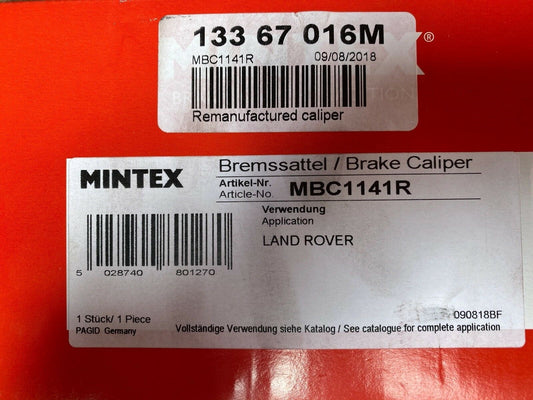 133 67 016M
MBC1141R 09/08/2018
Remanufactured caliper
®
MINTEX
Bremssattel / Brake Caliper
Artikel-Nr.
Article-No. MBC1141R
Verwendung
Application
LAND ROVER
5 028740 801270
1 Stück/ 1 Piece
PAGID Germany
090818BF
Vollständige Verwendung siehe Katalog / See catalogue for complete application